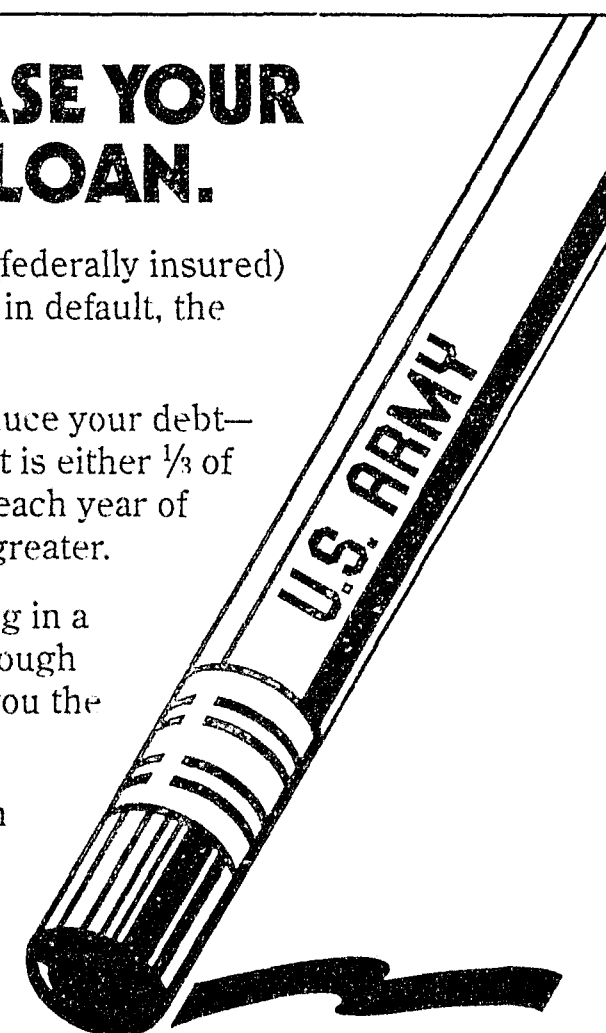 ASE YOUR
LOAN.
federally insured)
in default, the
uce your debt—
t is either ⅓ of
each year of
greater.
g in a
ough
ou the
n
U.S. ARMY